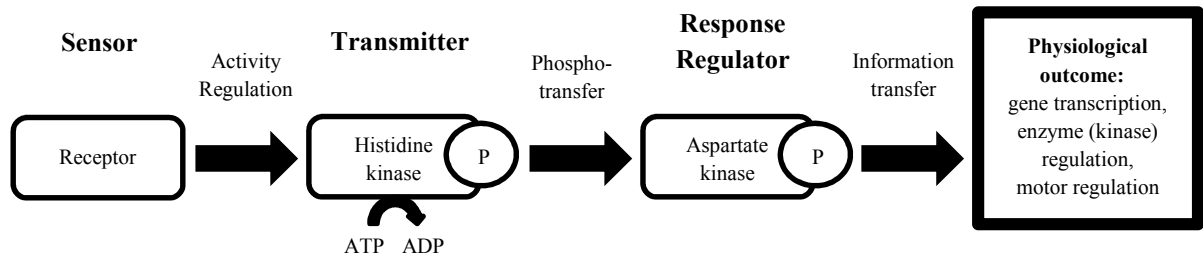 Sensor
Activity
Regulation
Transmitter
Phospho-
transfer
Response
Regulator
Information
transfer
Physiological
outcome:
gene transcription,
enzyme (kinase)
regulation,
motor regulation
Receptor
Histidine
kinase
P
Aspartate
kinase
P
ATP ADP